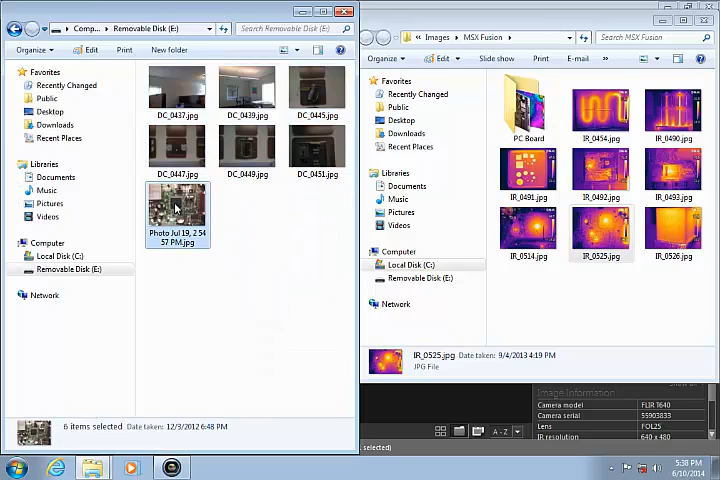 Comp... Removable Disk (E:)
Search Removable Disk (E:)
Organize
Edit
Print
New folder
Favorites
Recently Changed
Public
Desktop
Downloads
Recent Places
Libraries
Documents
Music
Pictures
Videos
Computer
Local Disk (C:)
Removable Disk (E:)
Network
DC_0437.jpg
DC_0439.jpg
DC_0445.jpg
DC_0447.jpg
DC_0449.jpg
DC_0451.jpg
Photo Jul 19, 2 54
57 PM.jpg
6 items selected Date taken: 12/3/2012 6:48 PM
Images MSX Fusion
Search MSX Fusion
Organize
Edit
Slide show
Print
E-mail
»
Favorites
Recently Changed
Public
Desktop
Downloads
Recent Places
Libraries
Documents
Music
Pictures
Videos
Computer
Local Disk (C:)
Removable Disk (E:)
Network
PC Board
IR_0454.jpg
IR_0490.jpg
IR_0491.jpg
IR_0492.jpg
IR_0493.jpg
IR_0514.jpg
IR_0525.jpg
IR_0526.jpg
IR_0525.jpg Date taken: 9/4/2013 4:19 PM
JPG File
Image Information
Camera model FLIR T640
Camera serial 55903833
Lens FOL25
IR resolution 640 x 480
A - Z
selected)
5:38 PM
6/10/2014